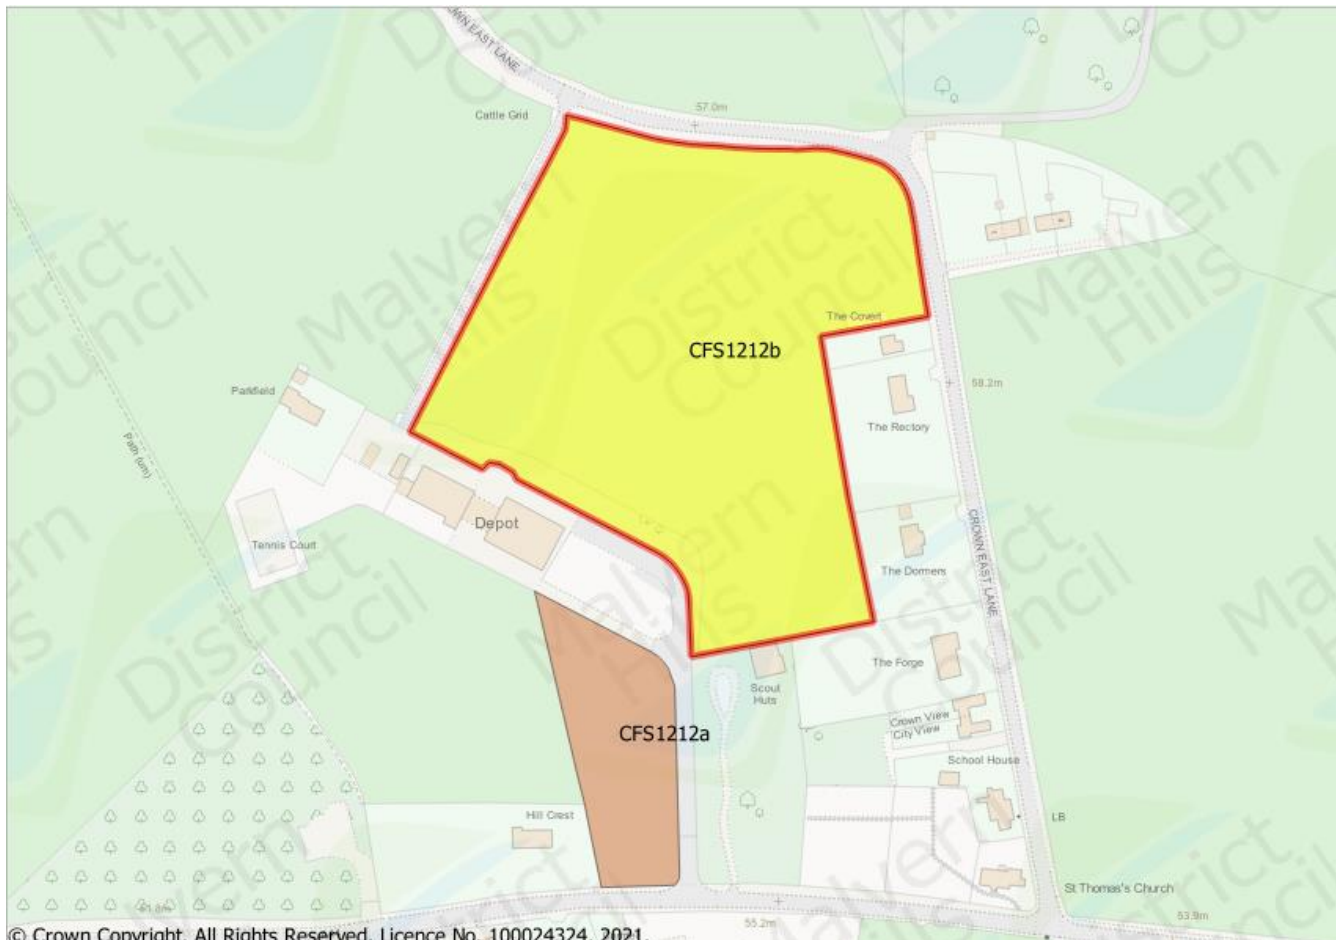 CROWN EAST LANE
Cattle Grid
57.0m
CFS1212b
The Covert
58.2m
Parkfield
The Rectory
Path (um)
Depot
Tennis Court
The Dormers
CROWN EAST LANE
The Forge
Scout
Huts
CFS1212a
Crown View
City View
School House
Hill Crest
LB
St Thomas's Church
51.8m
55.2m
53.9m
© Crown Copyright. All Rights Reserved. Licence No. 100024324, 2021.
Malvern
Hills
District
Council